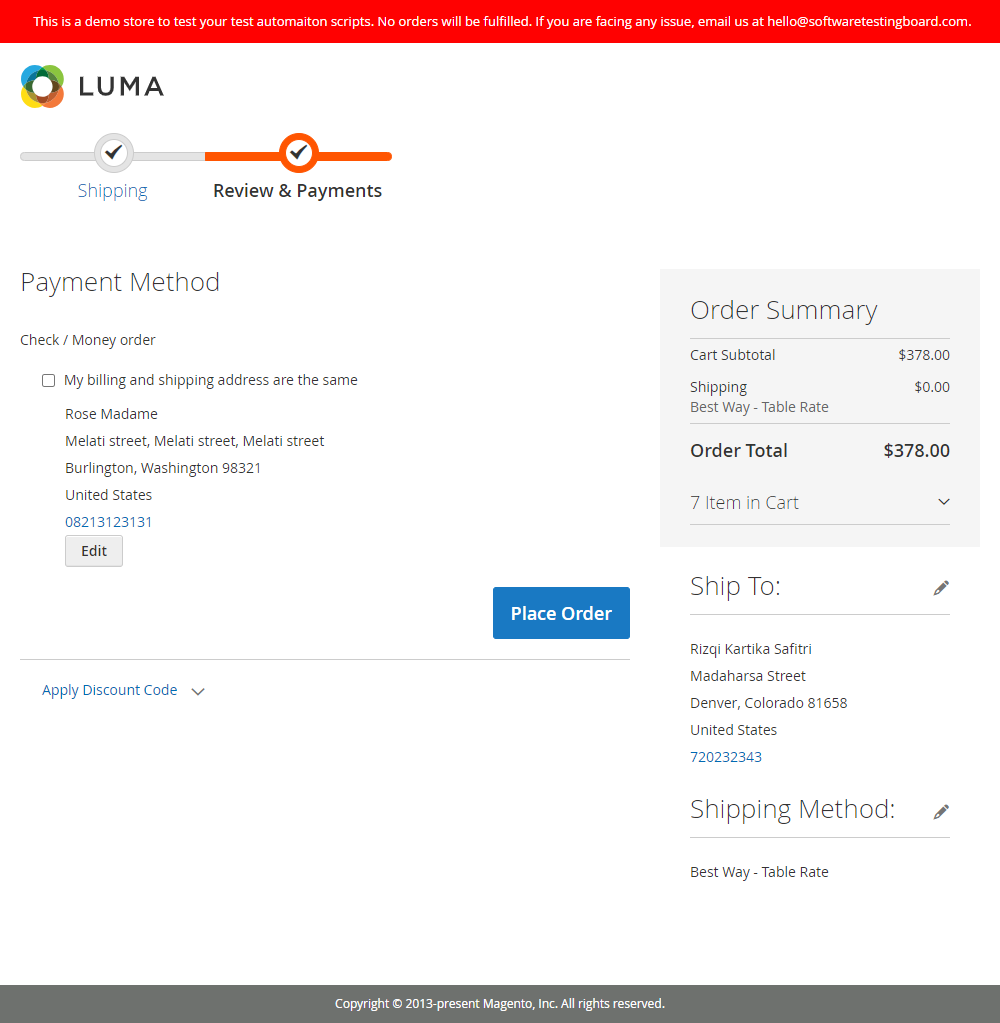 This is a demo store to test your test automaiton scripts. No orders will be fulfilled. If you are facing any issue, email us at hello@softwaretestingboard.com.
LUMA
Shipping
Review & Payments
Payment Method
Check / Money order
My billing and shipping address are the same
Rose Madame
Melati street, Melati street, Melati street
Burlington, Washington 98321
United States
08213123131
Edit
Place Order
Apply Discount Code
Order Summary
Cart Subtotal $378.00
Shipping $0.00
Best Way - Table Rate
Order Total $378.00
7 Item in Cart
Ship To:
Rizqi Kartika Safitri
Madaharsa Street
Denver, Colorado 81658
United States
720232343
Shipping Method:
Best Way - Table Rate
Copyright © 2013-present Magento, Inc. All rights reserved.